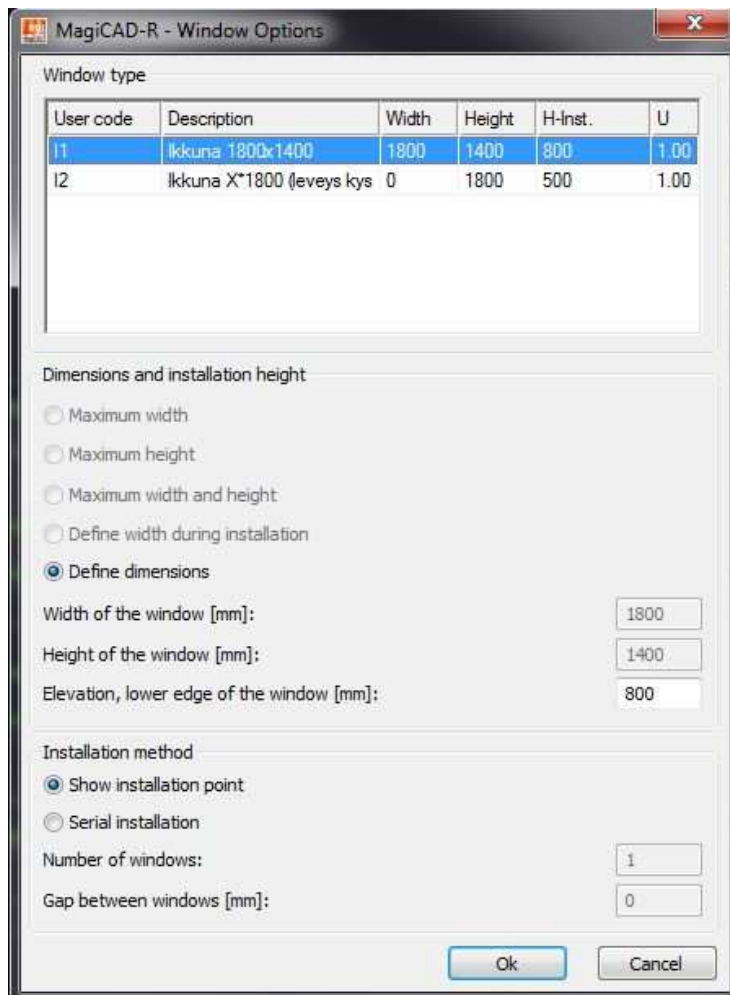 MagiCAD-R - Window Options
Window type
User code Description Width Height H-Inst. U
I1 Ikkuna 1800x1400 1800 1400 800 1.00
I2 Ikkuna X*1800 (leveys kys 0 1800 500 1.00
Dimensions and installation height
Maximum width
Maximum height
Maximum width and height
Define width during installation
Define dimensions
Width of the window [mm]: 1800
Height of the window [mm]: 1400
Elevation, lower edge of the window [mm]: 800
Installation method
Show installation point
Serial installation
Number of windows: 1
Gap between windows [mm]: 0
Ok Cancel